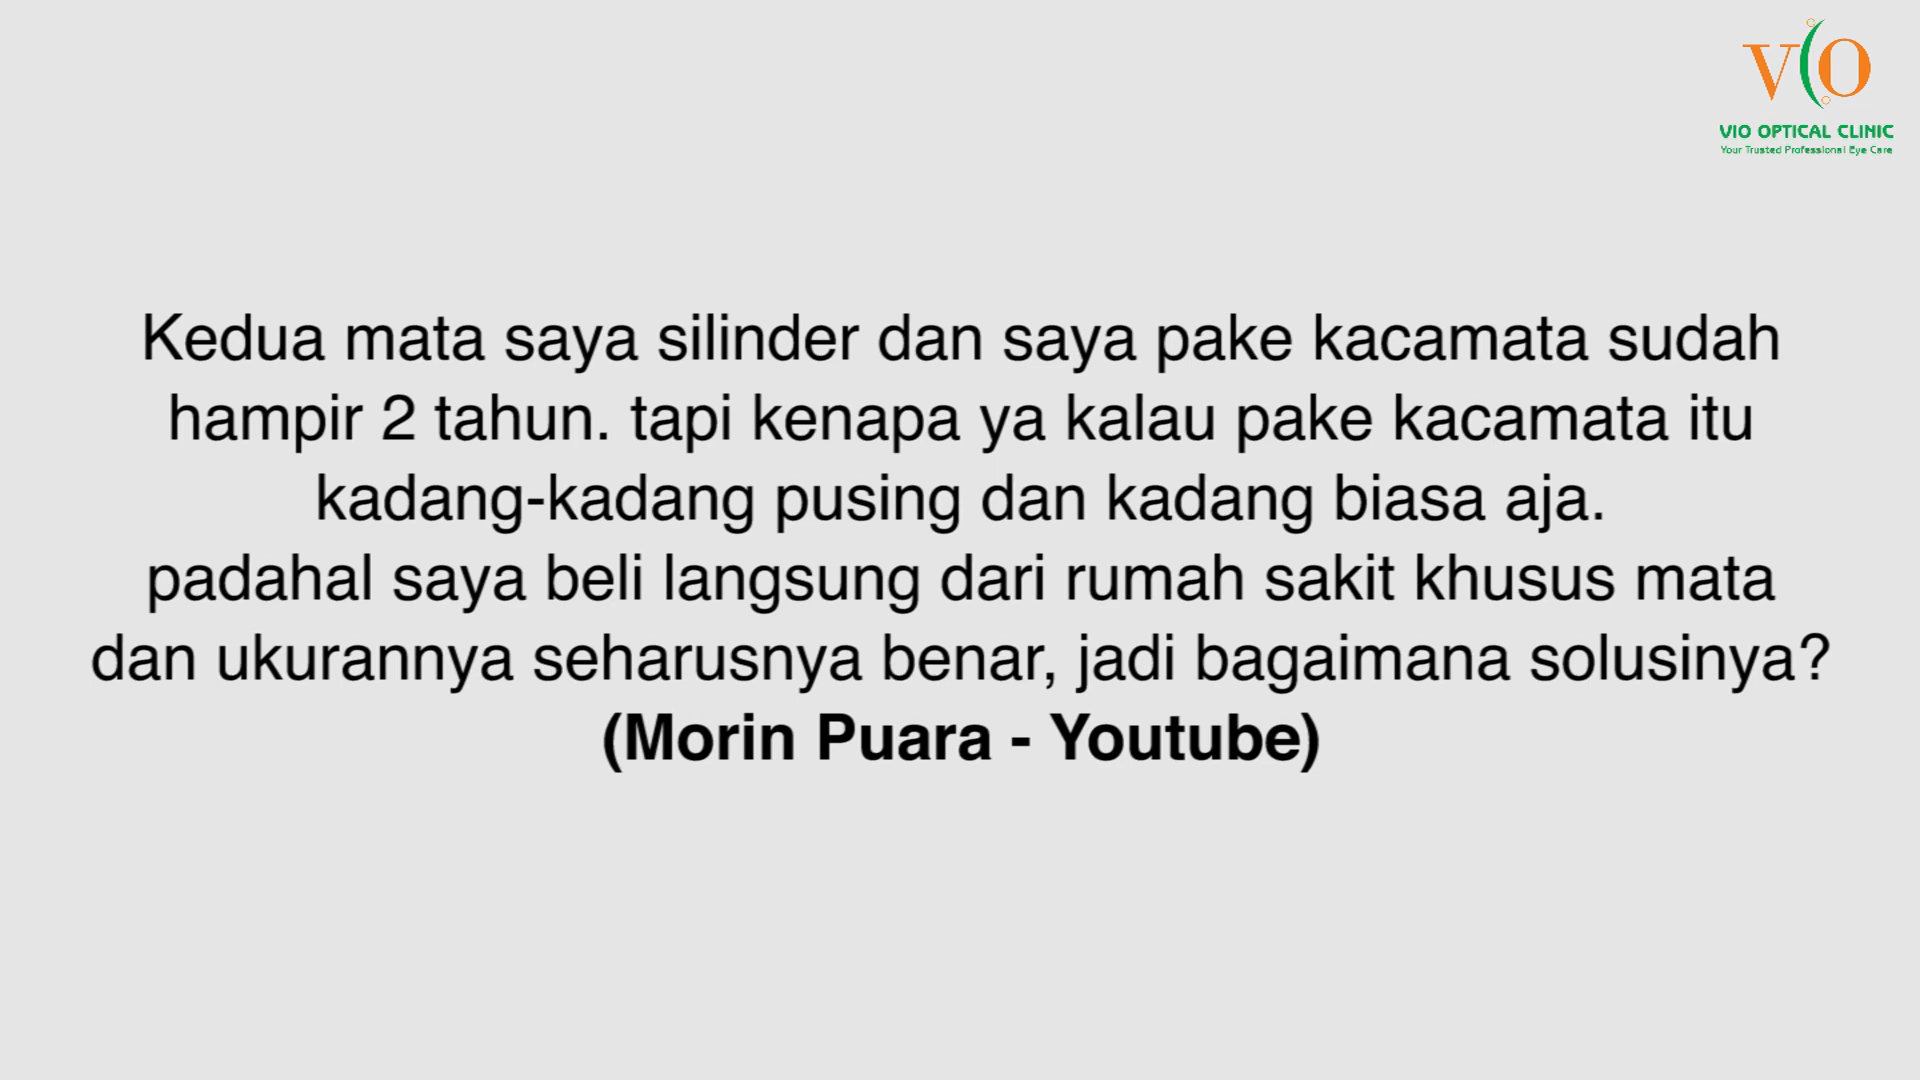 VIO
VIO OPTICAL CLINIC
Your Trusted Professional Eye Care
Kedua mata saya silinder dan saya pake kacamata sudah
hampir 2 tahun. tapi kenapa ya kalau pake kacamata itu
kadang-kadang pusing dan kadang biasa aja.
padahal saya beli langsung dari rumah sakit khusus mata
dan ukurannya seharusnya benar, jadi bagaimana solusinya?
(Morin Puara - Youtube)